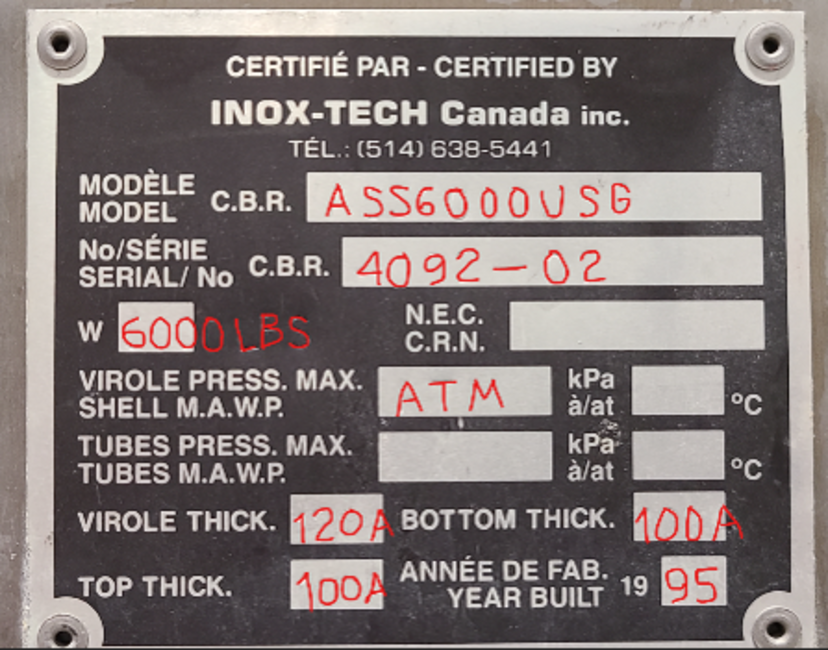 CERTIFIÉ PAR - CERTIFIED BY
INOX-TECH Canada inc.
TÉL.: (514) 638-5441
MODÈLE
MODEL C.B.R. ASS6000USG
No/SÉRIE
SERIAL/ No C.B.R. 4092-02
W 6000LBS N.E.C.
C.R.N.
VIROLE PRESS. MAX. kPa
SHELL M.A.W.P. ATM à/at °C
TUBES PRESS. MAX. kPa
TUBES M.A.W.P. à/at °C
VIROLE THICK. 120A BOTTOM THICK. 100A
TOP THICK. 100A ANNÉE DE FAB.
YEAR BUILT 19 95